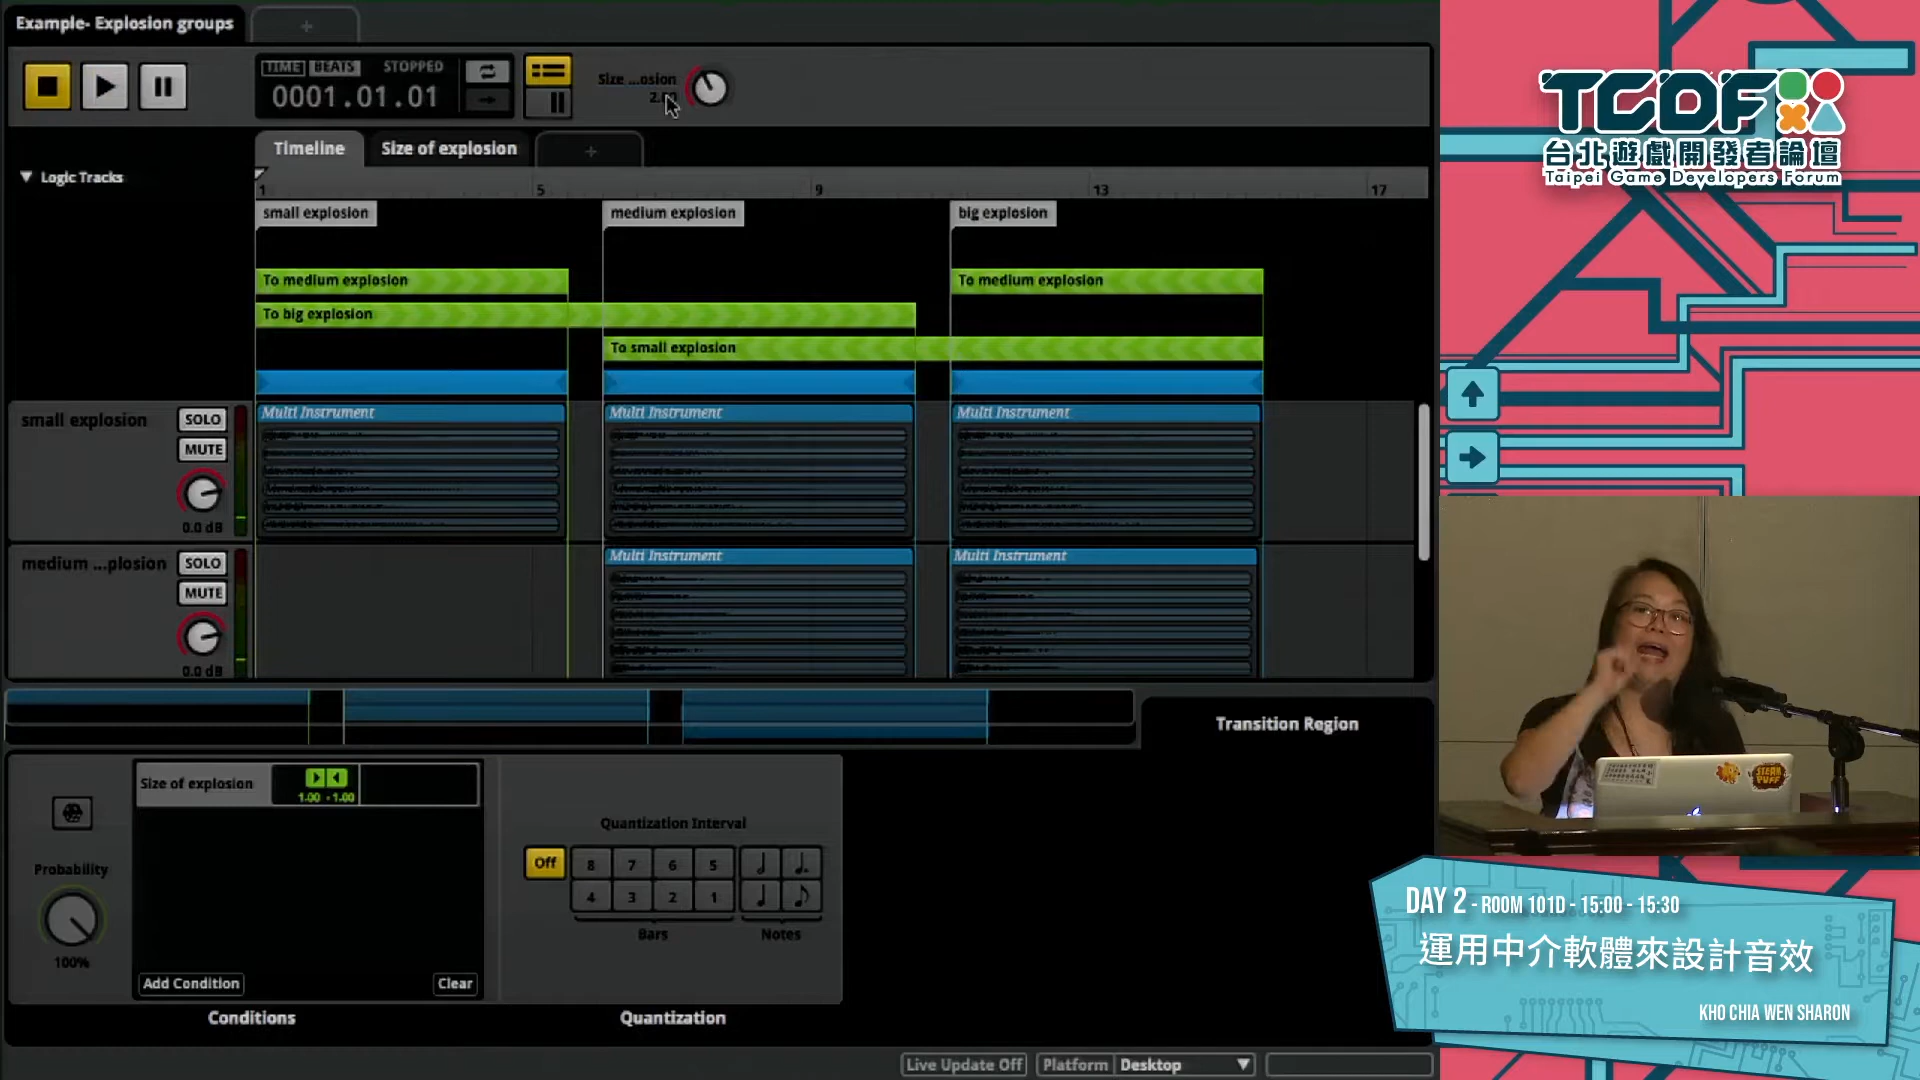 Example- Explosion groups
+
TIME BEATS STOPPED
0001.01.01
Size ...osion
Timeline
Size of explosion
+
Logic Tracks
1 5 9 13 17
small explosion
medium explosion
big explosion
To medium explosion
To medium explosion
To big explosion
To small explosion
small explosion
SOLO
MUTE
0.0 dB
Multi Instrument
Multi Instrument
Multi Instrument
medium ...plosion
SOLO
MUTE
0.0 dB
Multi Instrument
Multi Instrument
Transition Region
Size of explosion
1.00 - 1.00
Probability
100%
Add Condition
Clear
Conditions
Quantization Interval
Off
8 7 6 5
4 3 2 1
Bars
Notes
Quantization
Live Update Off
Platform
Desktop
TGDF
台北遊戲開發者論壇
Taipei Game Developers Forum
DAY 2 - ROOM 101D - 15:00 - 15:30
運用中介軟體來設計音效
KHO CHIA WEN SHARON